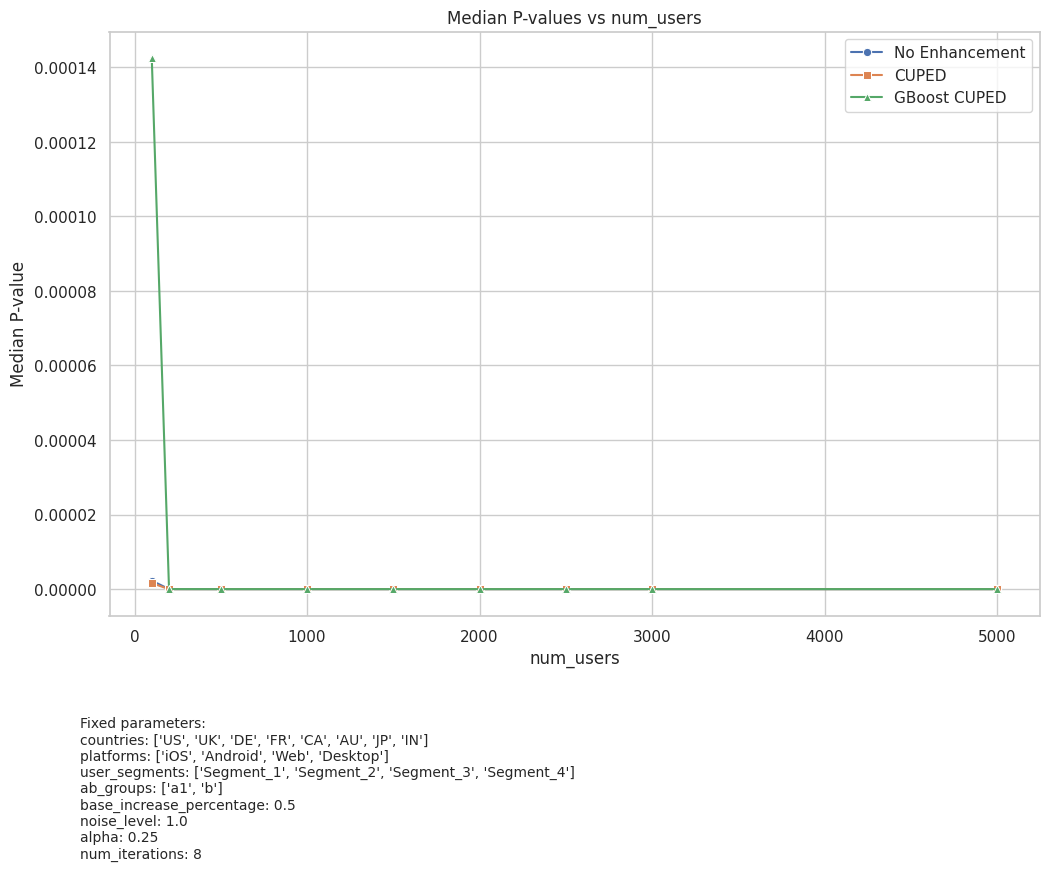 Median P-values vs num_users
No Enhancement
CUPED
GBoost CUPED
Median P-value
0.00014
0.00012
0.00010
0.00008
0.00006
0.00004
0.00002
0.00000
0
1000
2000
3000
4000
5000
num_users
Fixed parameters:
countries: ['US', 'UK', 'DE', 'FR', 'CA', 'AU', 'JP', 'IN']
platforms: ['iOS', 'Android', 'Web', 'Desktop']
user_segments: ['Segment_1', 'Segment_2', 'Segment_3', 'Segment_4']
ab_groups: ['a1', 'b']
base_increase_percentage: 0.5
noise_level: 1.0
alpha: 0.25
num_iterations: 8